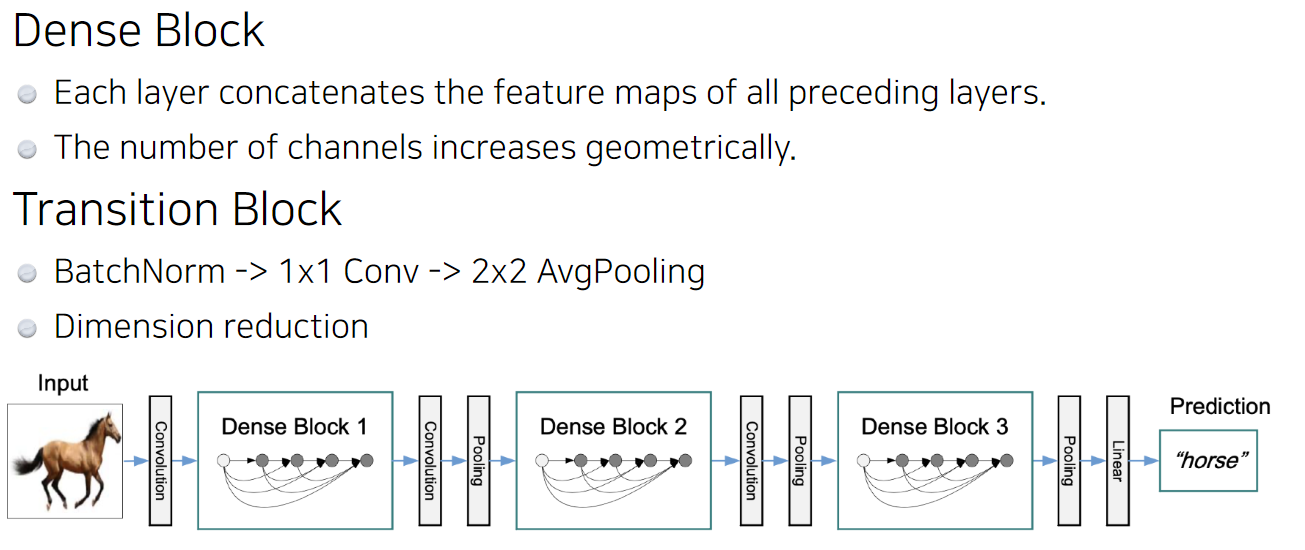 Dense Block
Each layer concatenates the feature maps of all preceding layers.
The number of channels increases geometrically.
Transition Block
BatchNorm -> 1x1 Conv -> 2x2 AvgPooling
Dimension reduction
Input
Convolution
Dense Block 1
Convolution
Pooling
Dense Block 2
Convolution
Pooling
Dense Block 3
Pooling
Linear
Prediction
“horse”